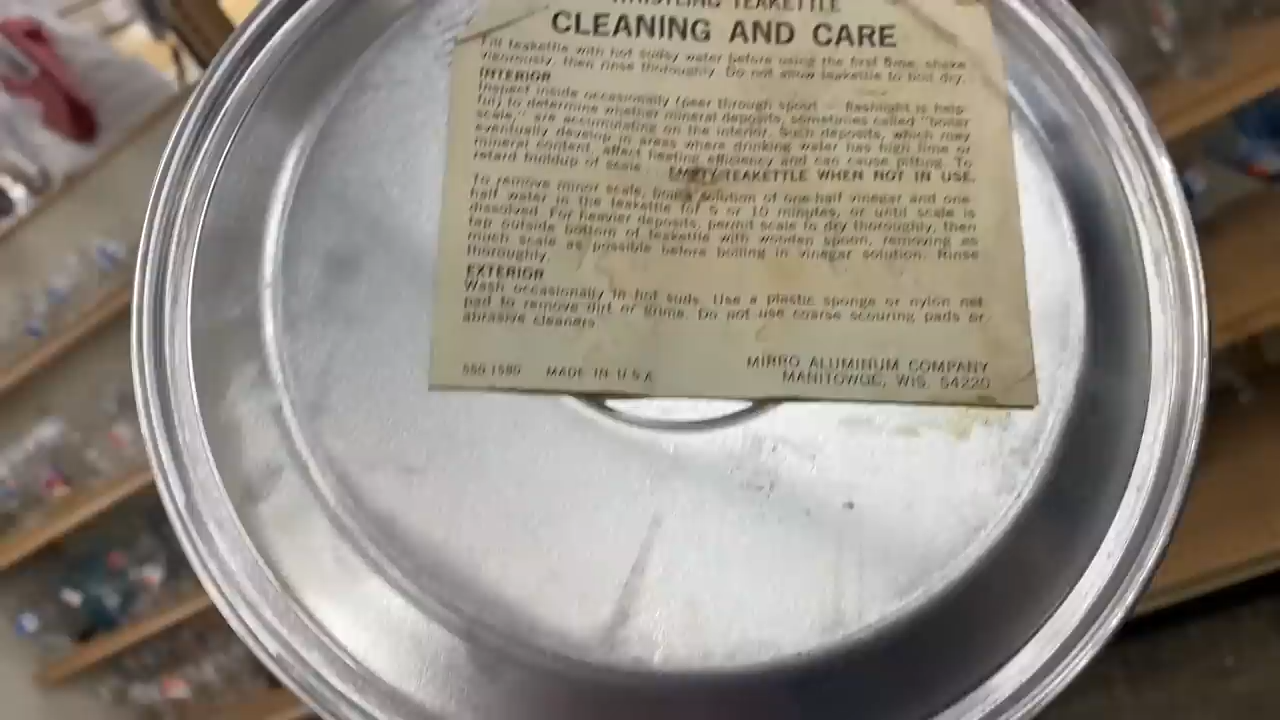 WHISTLING TEAKETTLE
CLEANING AND CARE
Fill teakettle with hot sudsy water before using the first time, shake
vigorously, then rinse thoroughly. Do not allow teakettle to boil dry.
INTERIOR
Inspect inside occasionally (peer through spout — flashlight is help-
ful) to determine whether mineral deposits, sometimes called "boiler
scale," are accumulating on the interior. Such deposits, which may
eventually develop in areas where drinking water has high lime or
mineral content, affect heating efficiency and can cause pitting. To
retard buildup of scale EMPTY TEAKETTLE WHEN NOT IN USE.
To remove minor scale, boil a solution of one-half vinegar and one-
half water in the teakettle for 5 or 10 minutes, or until scale is
dissolved. For heavier deposits, permit scale to dry thoroughly, then
tap outside bottom of teakettle with wooden spoon, removing as
much scale as possible before boiling in vinegar solution. Rinse
thoroughly.
EXTERIOR
Wash occasionally in hot suds. Use a plastic sponge or nylon net
pad to remove dirt or grime. Do not use coarse scouring pads or
abrasive cleaners.
MADE IN U S A MIRRO ALUMINUM COMPANY
MANITOWOC, WIS. 54220